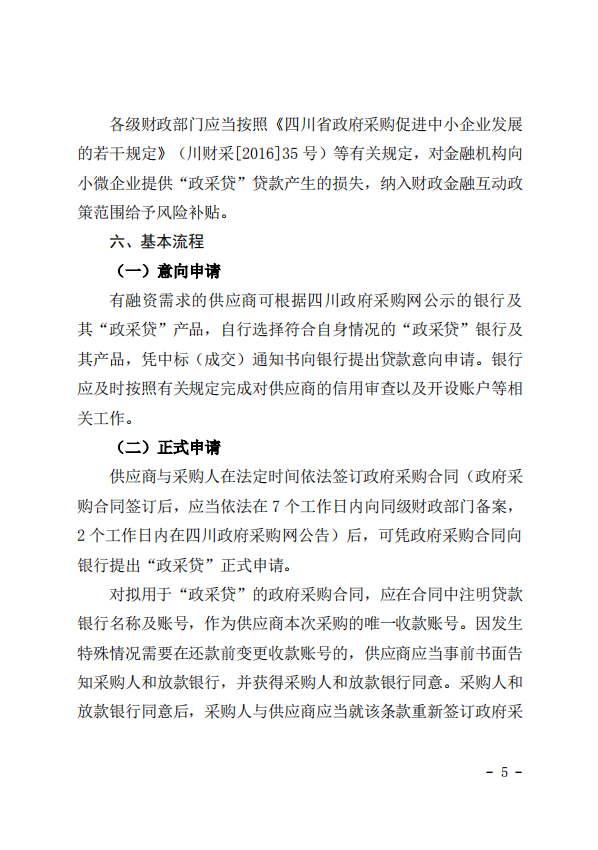 各级财政部门应当按照《四川省政府采购促进中小企业发展
的若干规定》（川财采[2016]35 号）等有关规定，对金融机构向
小微企业提供“政采贷”贷款产生的损失，纳入财政金融互动政
策范围给予风险补贴。
六、基本流程
（一）意向申请
有融资需求的供应商可根据四川政府采购网公示的银行及
其“政采贷”产品，自行选择符合自身情况的“政采贷”银行及
其产品，凭中标（成交）通知书向银行提出贷款意向申请。银行
应及时按照有关规定完成对供应商的信用审查以及开设账户等相
关工作。
（二）正式申请
供应商与采购人在法定时间依法签订政府采购合同（政府采
购合同签订后，应当依法在 7 个工作日内向同级财政部门备案，
2 个工作日内在四川政府采购网公告）后，可凭政府采购合同向
银行提出“政采贷”正式申请。
对拟用于“政采贷”的政府采购合同，应在合同中注明贷款
银行名称及账号，作为供应商本次采购的唯一收款账号。因发生
特殊情况需要在还款前变更收款账号的，供应商应当事前书面告
知采购人和放款银行，并获得采购人和放款银行同意。采购人和
放款银行同意后，采购人与供应商应当就该条款重新签订政府采
- 5 -